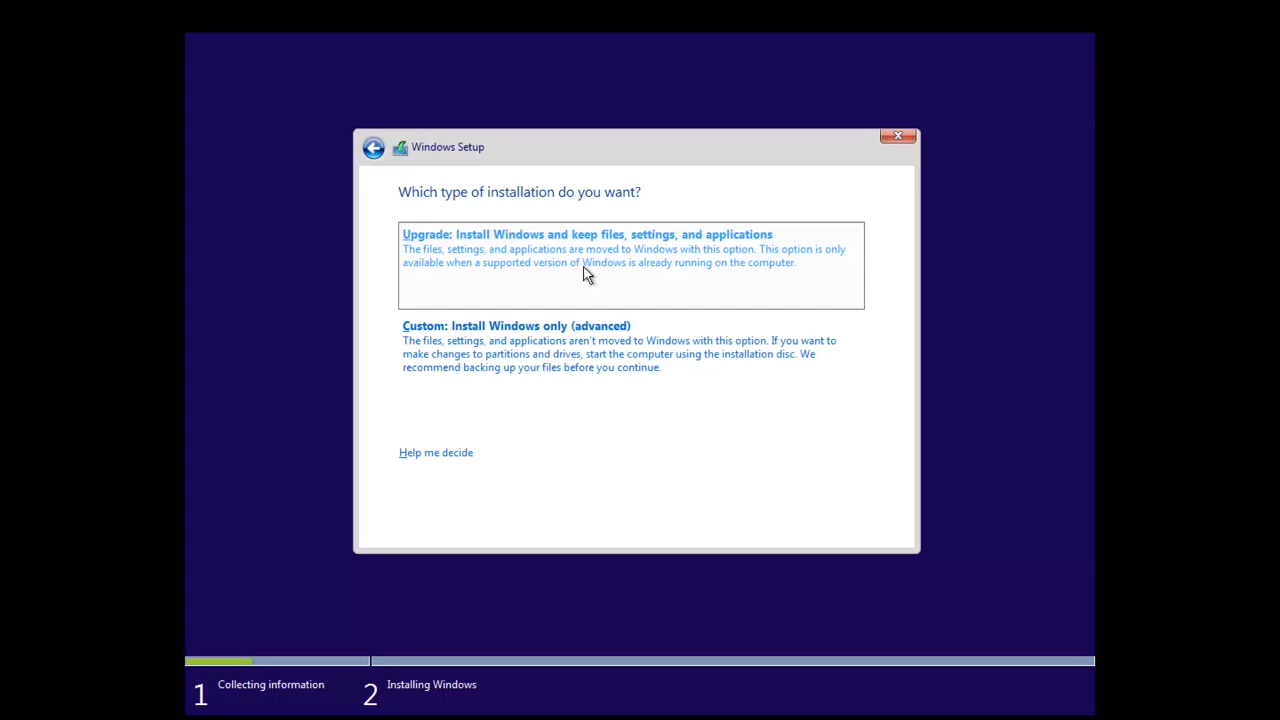 Windows Setup
Which type of installation do you want?
Upgrade: Install Windows and keep files, settings, and applications
The files, settings, and applications are moved to Windows with this option. This option is only
available when a supported version of Windows is already running on the computer.
Custom: Install Windows only (advanced)
The files, settings, and applications aren't moved to Windows with this option. If you want to
make changes to partitions and drives, start the computer using the installation disc. We
recommend backing up your files before you continue.
Help me decide
1 Collecting information
2 Installing Windows